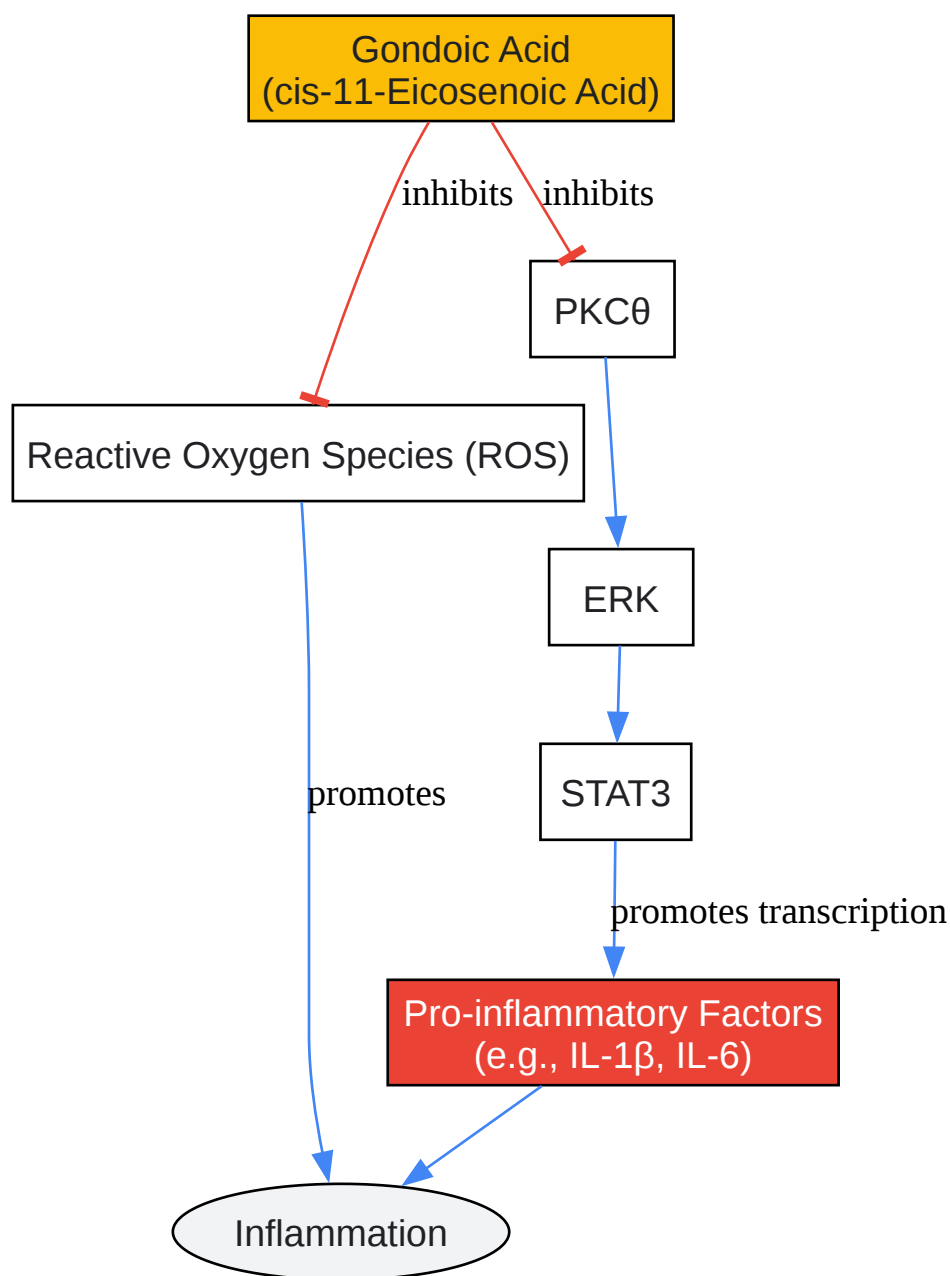 Gondoic Acid
(cis-11-Eicosenoic Acid)
inhibits
inhibits
PKCθ
Reactive Oxygen Species (ROS)
ERK
STAT3
promotes
promotes transcription
Pro-inflammatory Factors
(e.g., IL-1β, IL-6)
Inflammation